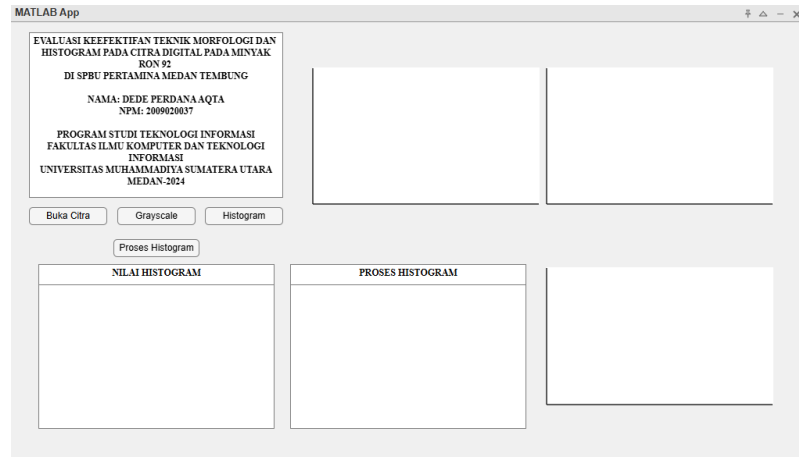 MATLAB App
EVALUASI KEEFEKTIFAN TEKNIK MORFOLOGI DAN
HISTOGRAM PADA CITRA DIGITAL PADA MINYAK
RON 92
DI SPBU PERTAMINA MEDAN TEMBUNG
NAMA: DEDE PERDANA AQTA
NPM: 2009020037
PROGRAM STUDI TEKNOLOGI INFORMASI
FAKULTAS ILMU KOMPUTER DAN TEKNOLOGI
INFORMASI
UNIVERSITAS MUHAMMADIYA SUMATERA UTARA
MEDAN-2024
Buka Citra
Grayscale
Histogram
Proses Histogram
NILAI HISTOGRAM
PROSES HISTOGRAM